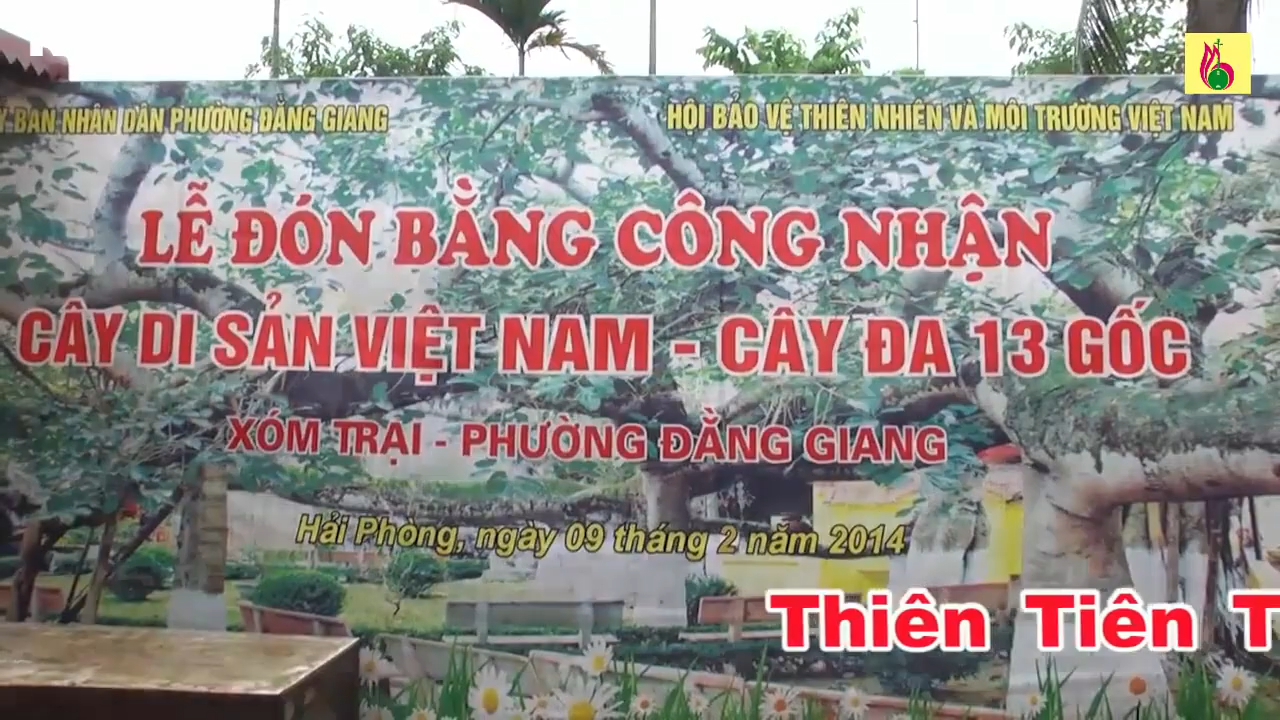 BAN NHÂN DÂN PHƯỜNG ĐẰNG GIANG
HỘI BẢO VỆ THIÊN NHIÊN VÀ MÔI TRƯỜNG VIỆT NAM
LỄ ĐÓN BẰNG CÔNG NHẬN
CÂY DI SẢN VIỆT NAM - CÂY ĐA 13 GỐC
XÓM TRẠI - PHƯỜNG ĐẰNG GIANG
Hải Phòng, ngày 09 tháng 2 năm 2014
Thiên Tiên T